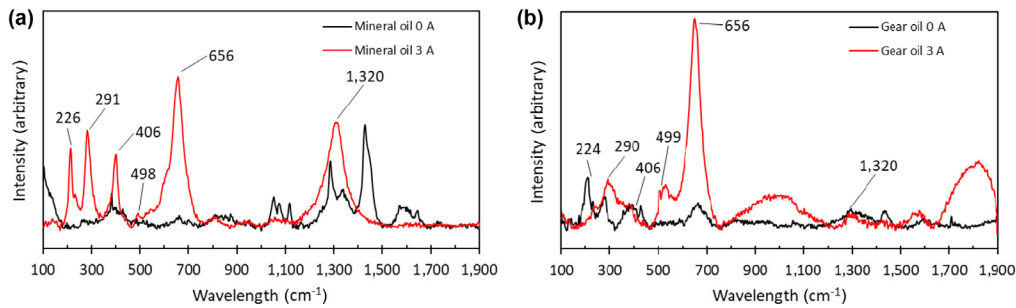 (a)
Mineral oil 0 A
Mineral oil 3 A
226
291
406
498
656
1,320
Intensity (arbitrary)
100 300 500 700 900 1,100 1,300 1,500 1,700 1,900
Wavelength (cm⁻¹)
(b)
Gear oil 0 A
Gear oil 3 A
224
290
406
499
656
1,320
Intensity (arbitrary)
100 300 500 700 900 1,100 1,300 1,500 1,700 1,900
Wavelength (cm⁻¹)